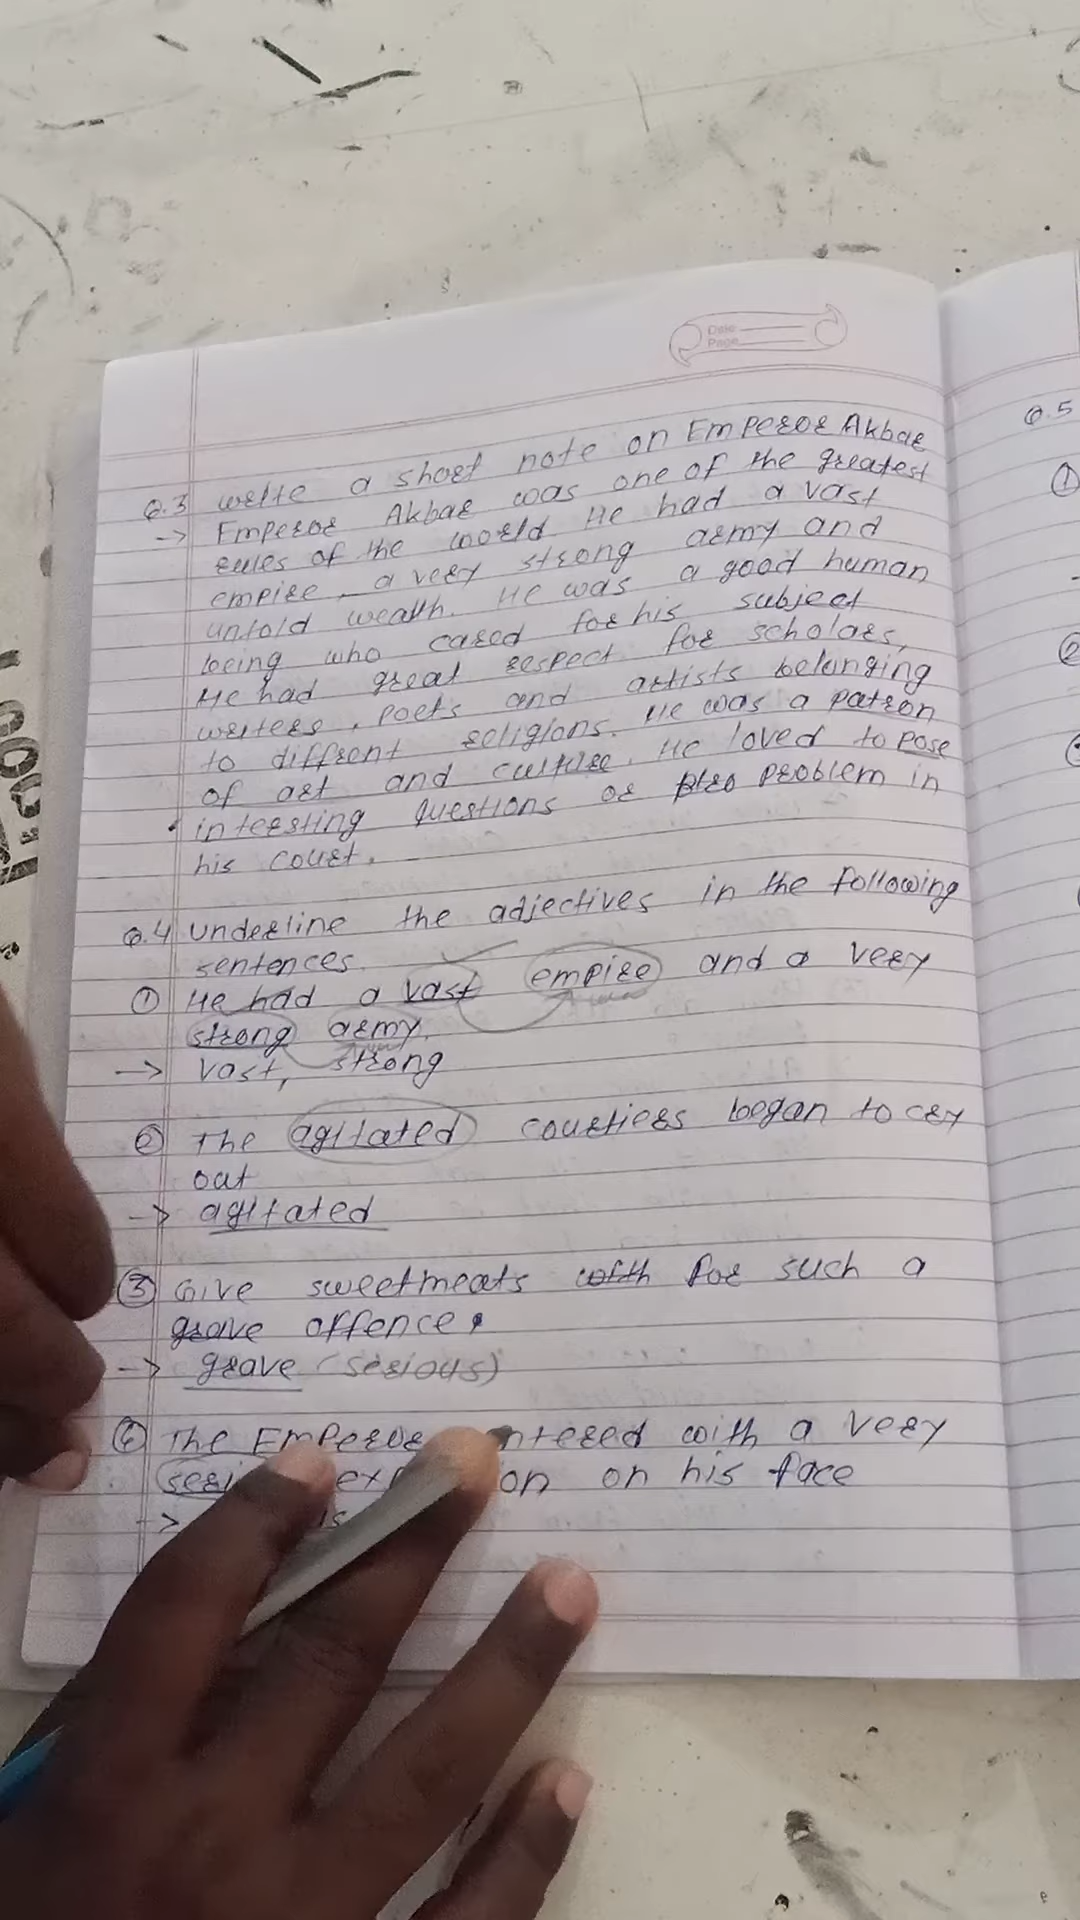 Date
Page
Q.3 write a short note on Emperor Akbar
-> Emperor Akbar was one of the greatest
rules of the world He had a vast
empire, a very strong army and
untold wealth. He was a good human
being who cared for his subject
He had great respect for scholars,
writers, poets and artists belonging
to diffrent religions. He was a patron
of art and culture. He loved to pose
intersting questions or problem in
his court.
Q.4 underline the adjectives in the following
sentences
① He had a vast empire and a very
strong army.
-> vast, strong
② The agitated courtiers began to cry
out
-> agitated
③ Give sweetmeats with for such a
grave offence.
-> grave (serious)
The Emperor entered with a very
on his face
Q.5
①
②